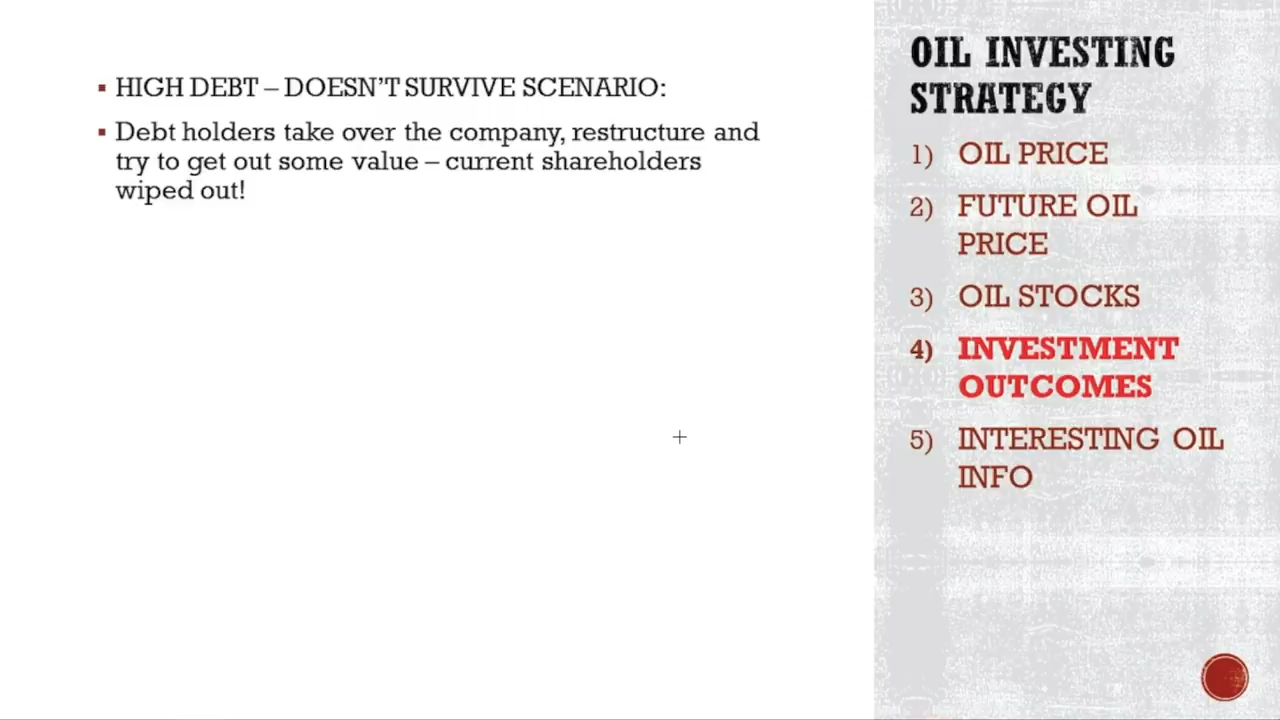 ▪ HIGH DEBT – DOESN'T SURVIVE SCENARIO:
▪ Debt holders take over the company, restructure and
try to get out some value – current shareholders
wiped out!
OIL INVESTING
STRATEGY
1) OIL PRICE
2) FUTURE OIL
PRICE
3) OIL STOCKS
4) INVESTMENT
OUTCOMES
5) INTERESTING OIL
INFO